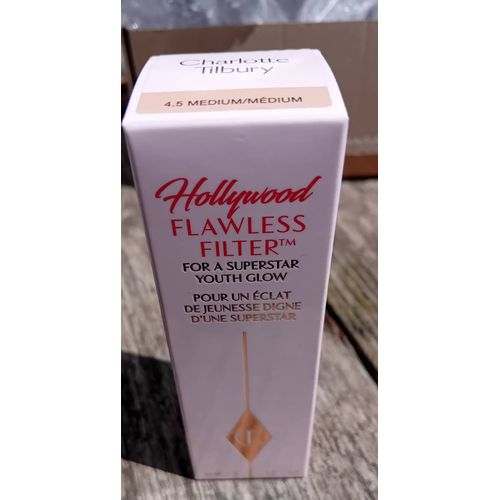 Charlotte
Tilbury
4.5 MEDIUM/MÉDIUM
Hollywood
FLAWLESS
FILTER™
FOR A SUPERSTAR
YOUTH GLOW
POUR UN ÉCLAT
DE JEUNESSE DIGNE
D'UNE SUPERSTAR